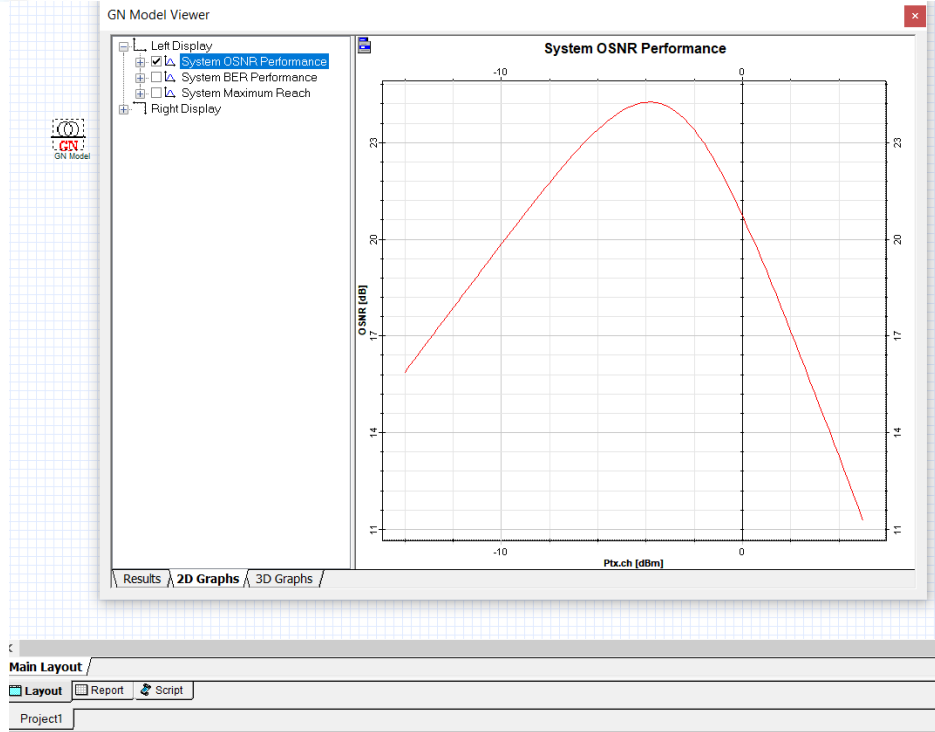 GN Model Viewer
×
Left Display
System OSNR Performance
System BER Performance
System Maximum Reach
Right Display
GN
GN Model
System OSNR Performance
-10 0
23 23
20 20
OSNR [dB]
17 17
14 14
11 11
-10 0
Ptx.ch [dBm]
Results 2D Graphs 3D Graphs
Main Layout
Layout Report Script
Project1